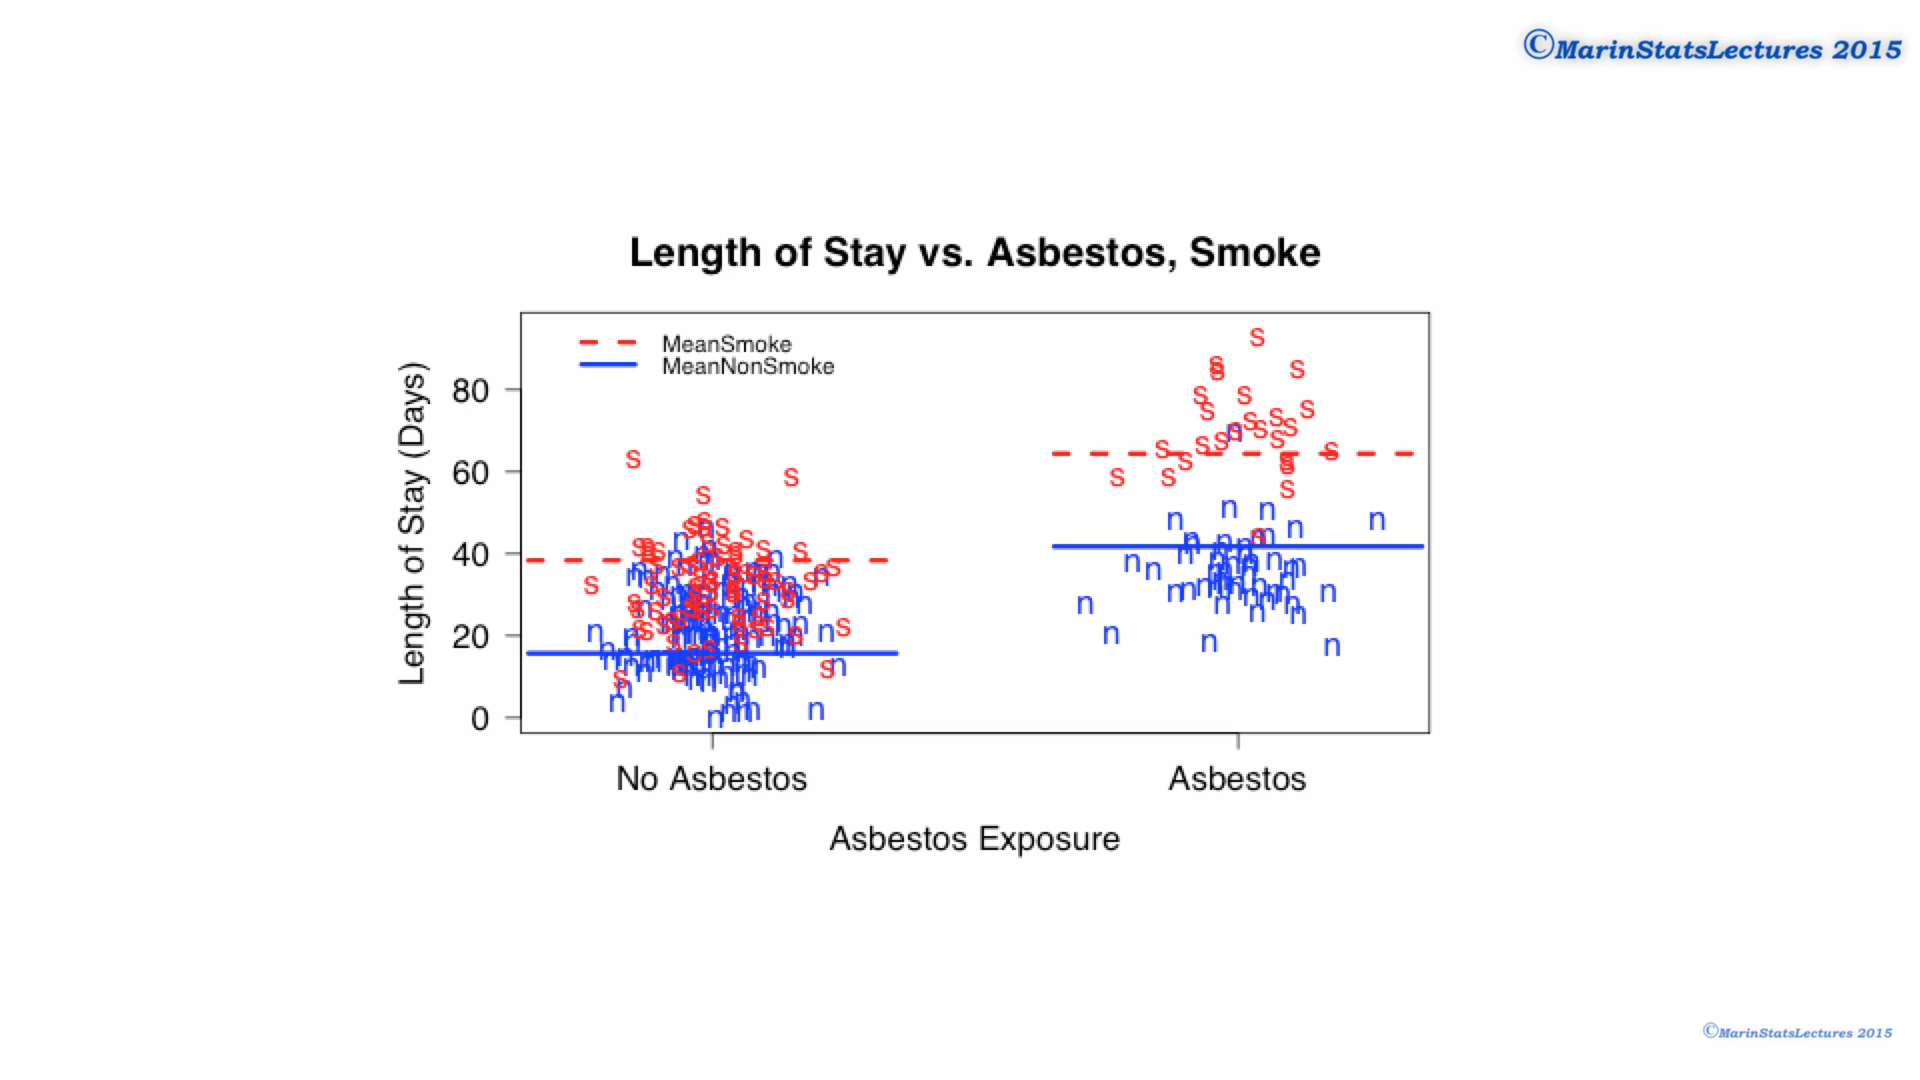 ©MarinStatsLectures 2015
Length of Stay vs. Asbestos, Smoke
MeanSmoke
MeanNonSmoke
Length of Stay (Days)
80
60
40
20
0
No Asbestos
Asbestos
Asbestos Exposure
©MarinStatsLectures 2015